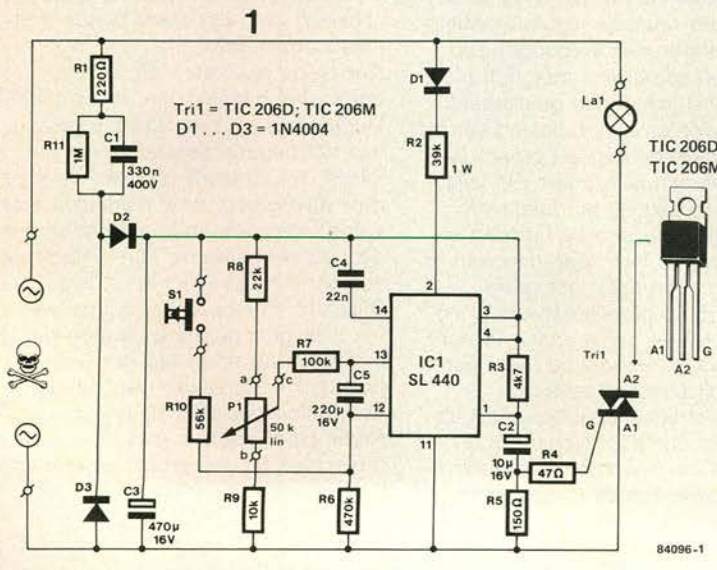 1
R1
220Ω
R11
1M
C1
330n
400V
Tri1 = TIC 206D; TIC 206M
D1 . . . D3 = 1N4004
D1
R2
39k
1 W
La1
TIC 206D
TIC 206M
A1
A2
G
D2
S1
R8
22k
C4
22n
14
2
3
4
IC1
SL 440
R7
100k
13
12
11
1
a
c
b
P1
50 k
lin
C5
220μ
16V
R10
56k
R3
4k7
C2
10μ
16V
R4
47Ω
R5
150Ω
Tri1
A2
G
A1
D3
C3
470μ
16V
R9
10k
R6
470k
84096-1